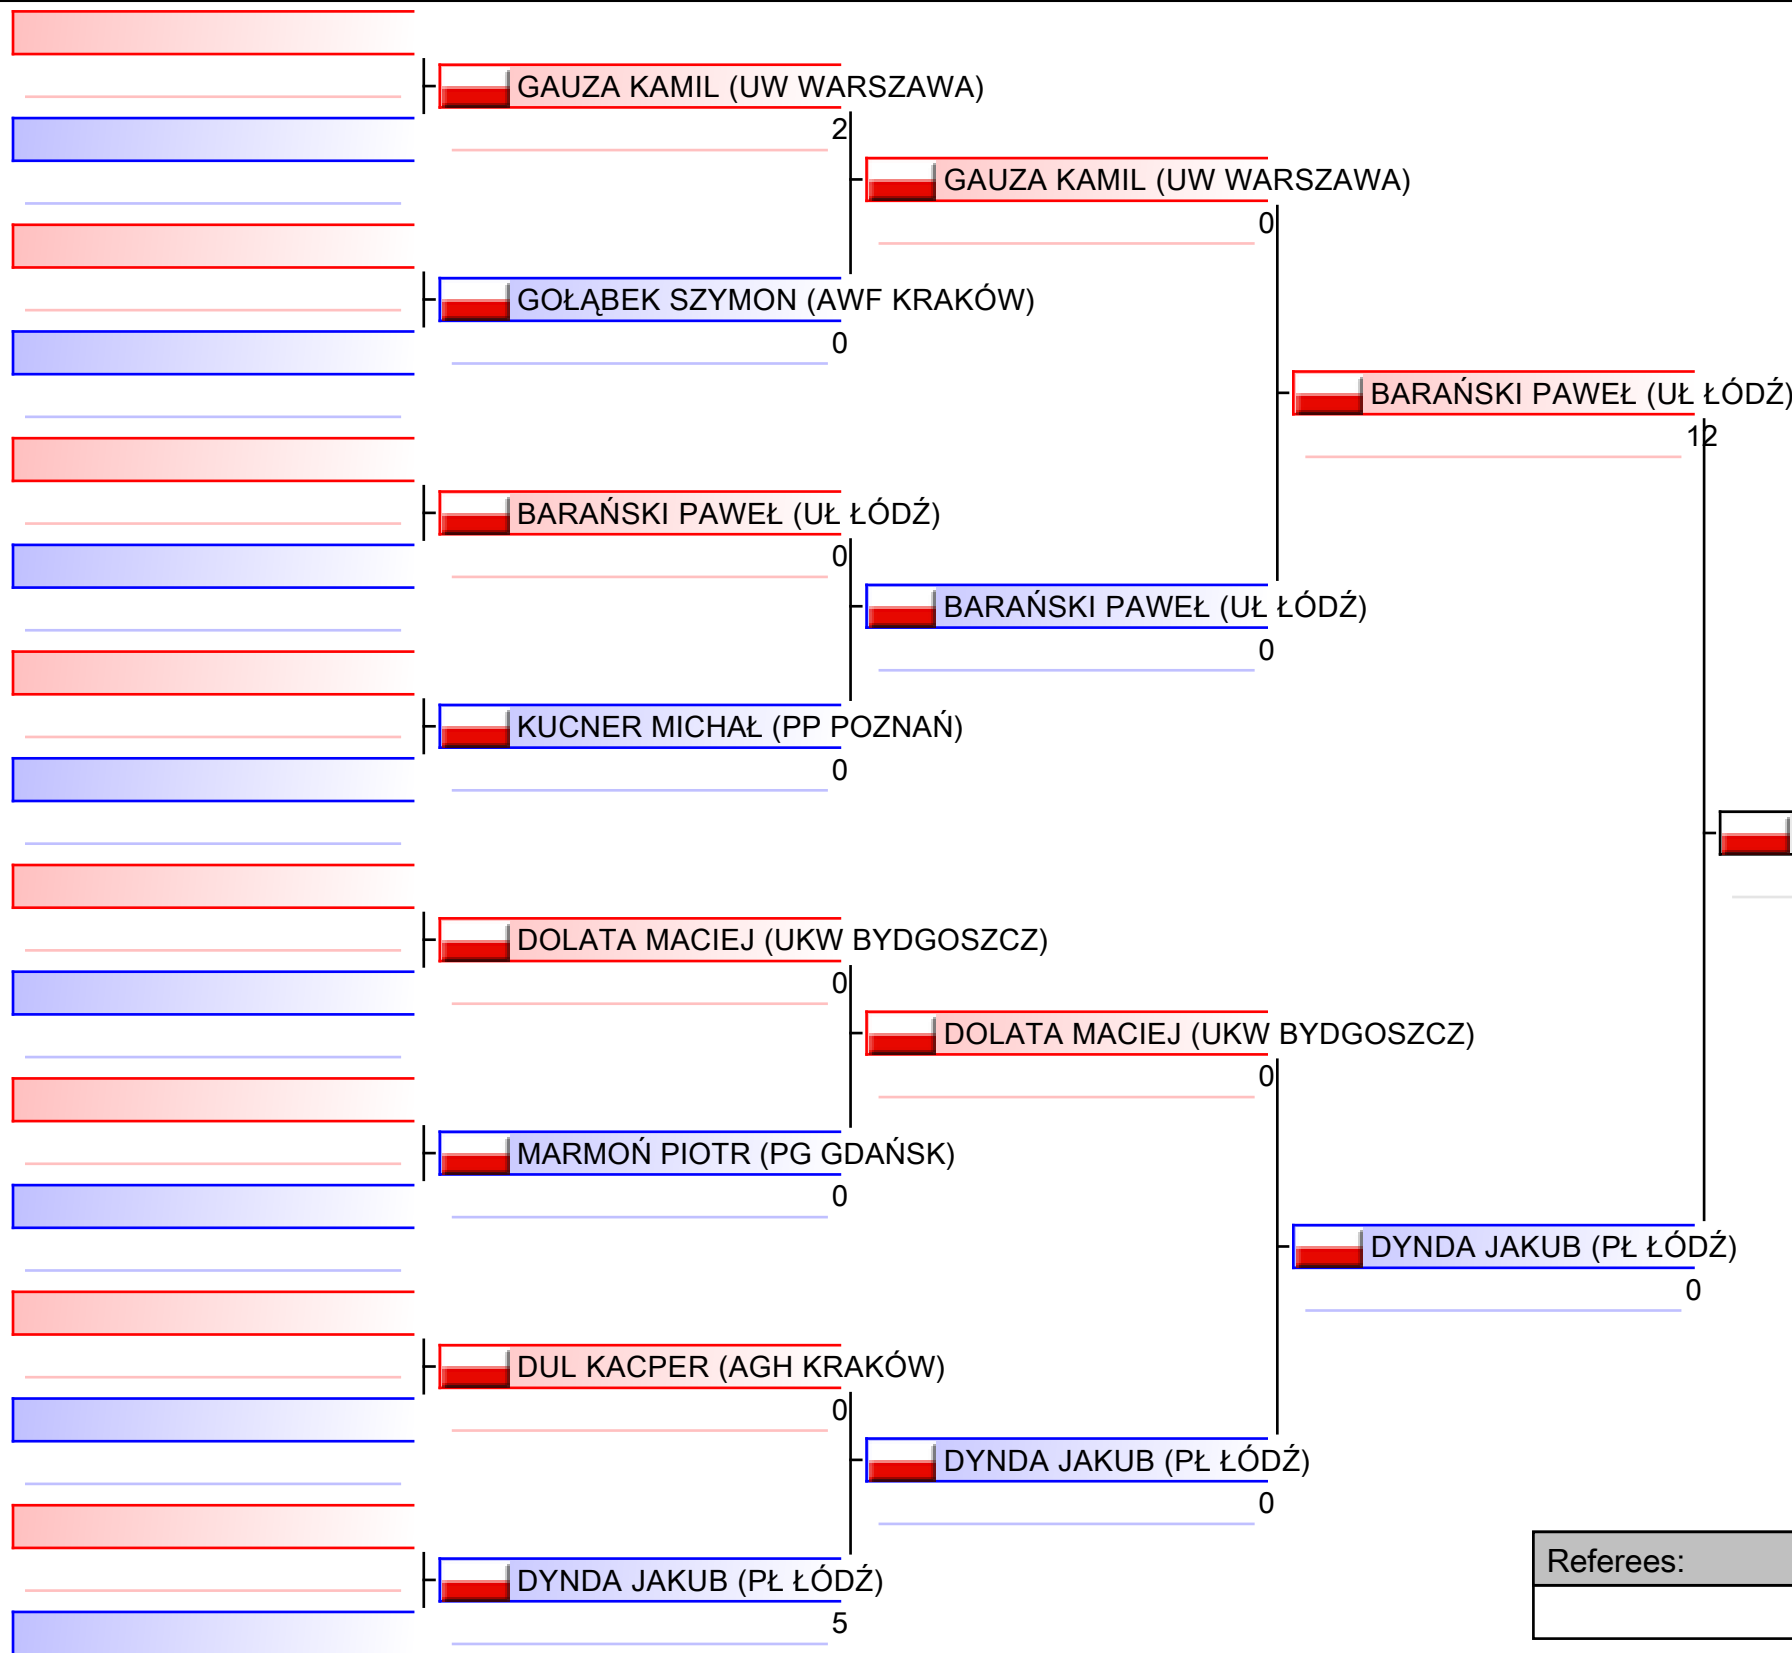 GAUZA KAMIL (UW WARSZAWA)
2
GAUZA KAMIL (UW WARSZAWA)
0
GOŁĄBEK SZYMON (AWF KRAKÓW)
0
BARAŃSKI PAWEŁ (UŁ ŁÓDŹ)
12
BARAŃSKI PAWEŁ (UŁ ŁÓDŹ)
0
BARAŃSKI PAWEŁ (UŁ ŁÓDŹ)
0
KUCNER MICHAŁ (PP POZNAŃ)
0
DOLATA MACIEJ (UKW BYDGOSZCZ)
0
DOLATA MACIEJ (UKW BYDGOSZCZ)
0
MARMOŃ PIOTR (PG GDAŃSK)
0
DYNDA JAKUB (PŁ ŁÓDŹ)
0
DUL KACPER (AGH KRAKÓW)
0
DYNDA JAKUB (PŁ ŁÓDŹ)
0
Referees:
DYNDA JAKUB (PŁ ŁÓDŹ)
5